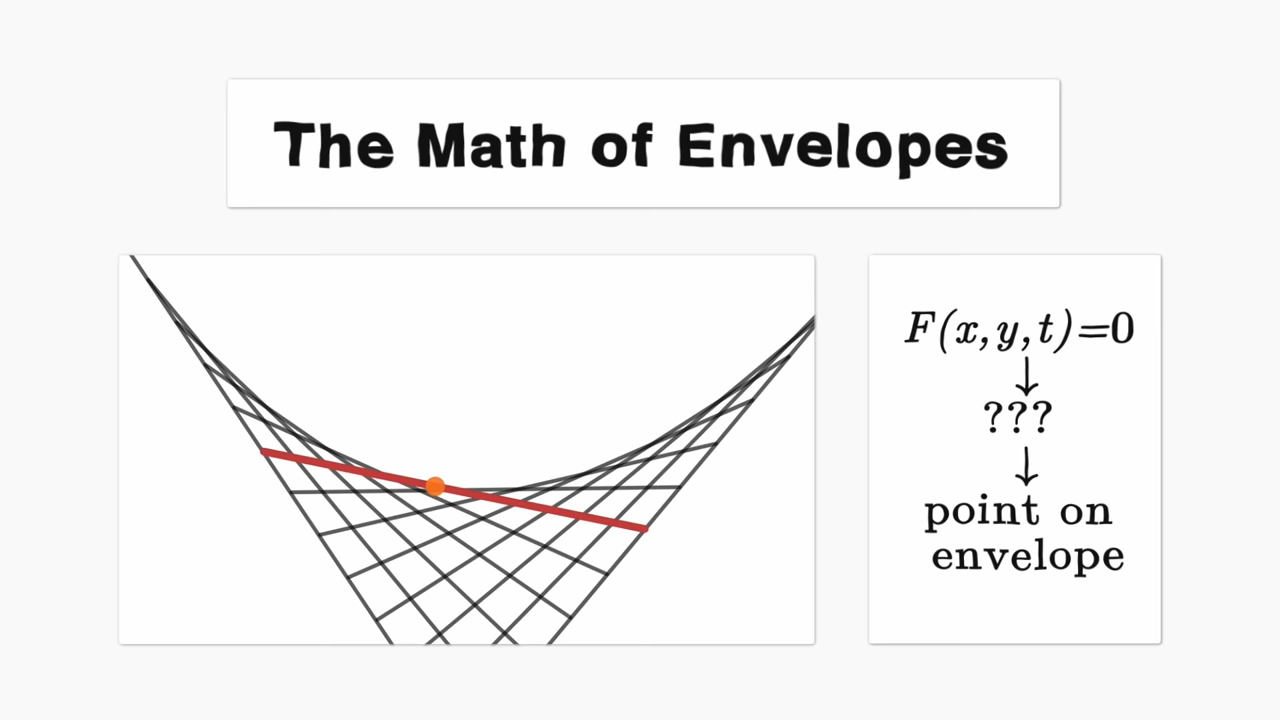 The Math of Envelopes
F(x,y,t)=0
↓
???
↓
point on
envelope